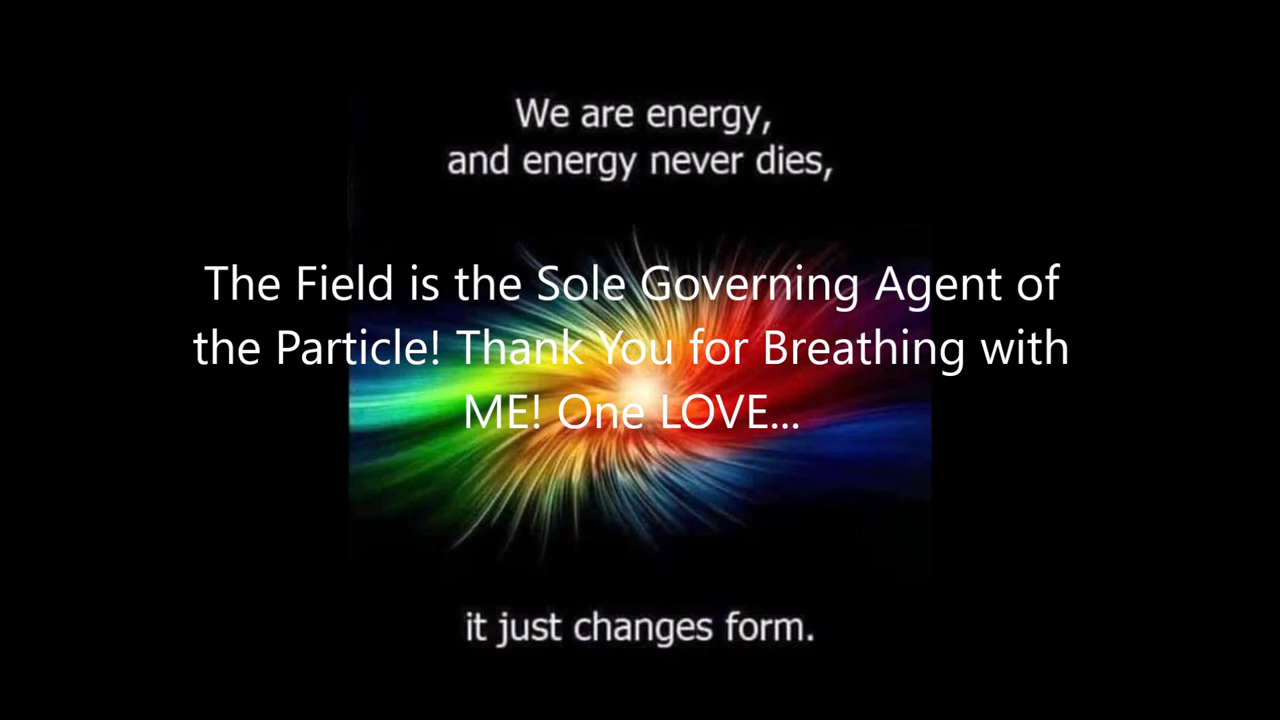 We are energy,
and energy never dies,
The Field is the Sole Governing Agent of
the Particle! Thank You for Breathing with
ME! One LOVE...
it just changes form.